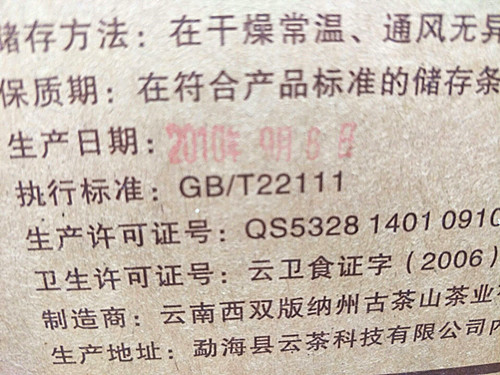 储存方法：在干燥常温、通风无异
保质期：在符合产品标准的储存条
生产日期：2010年 月8日
执行标准：GB/T22111
生产许可证号：QS5328 1401 0910
卫生许可证号：云卫食证字（2006）
制造商：云南西双版纳州古茶山茶业
生产地址：勐海县云茶科技有限公司内